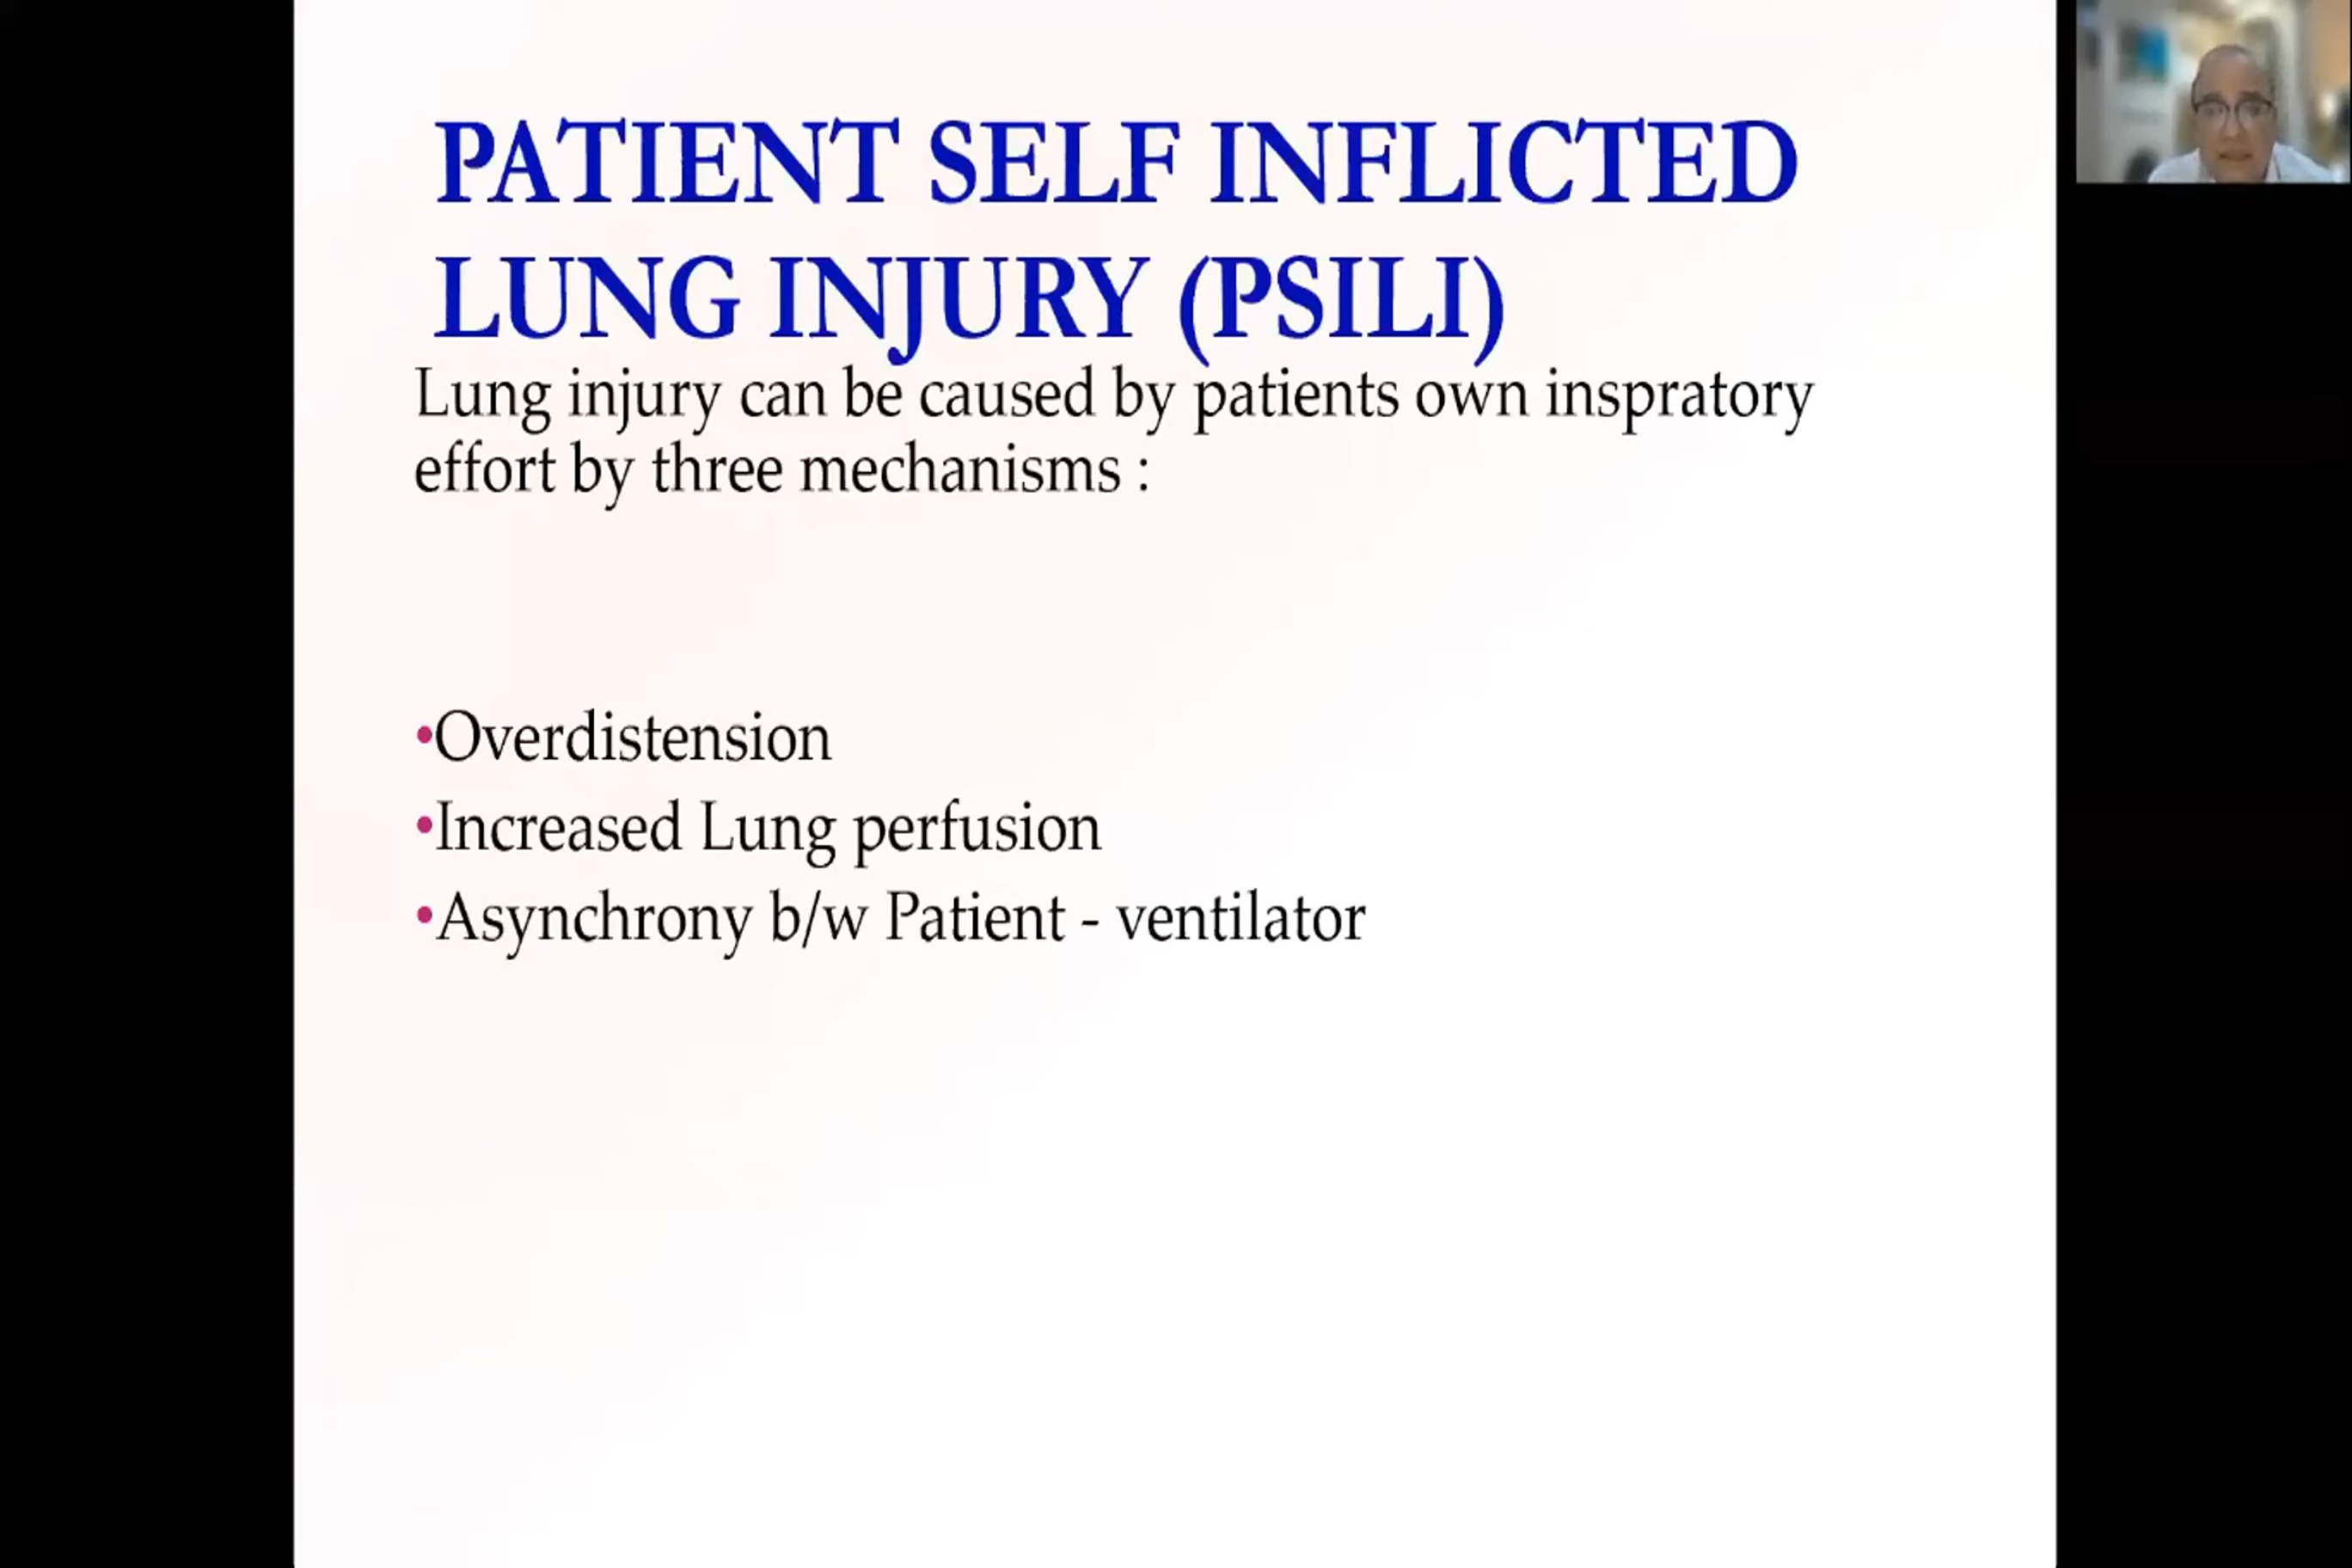 PATIENT SELF INFLICTED
LUNG INJURY (PSILI)
Lung injury can be caused by patients own inspratory
effort by three mechanisms :
•Overdistension
•Increased Lung perfusion
•Asynchrony b/w Patient - ventilator